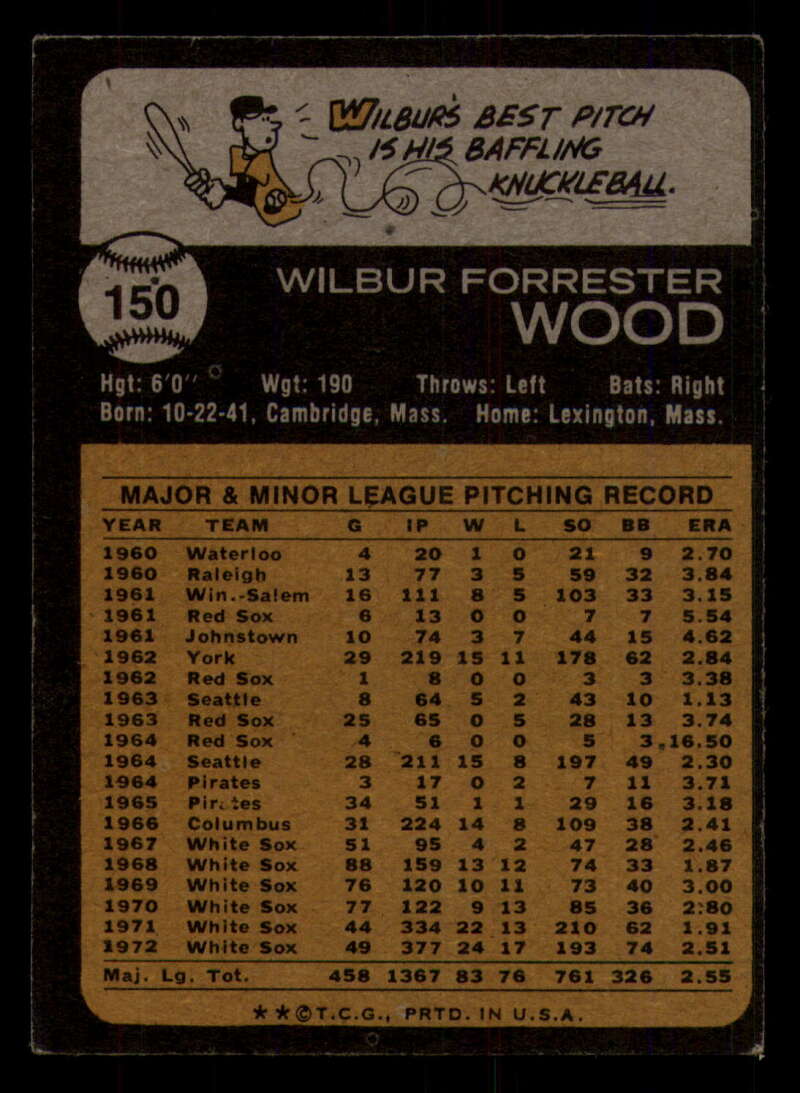 WILBUR'S BEST PITCH
IS HIS BAFFLING
KNUCKLEBALL.
150
WILBUR FORRESTER
WOOD
Hgt: 6'0" Wgt: 190 Throws: Left Bats: Right
Born: 10-22-41, Cambridge, Mass. Home: Lexington, Mass.
MAJOR & MINOR LEAGUE PITCHING RECORD
YEAR TEAM G IP W L SO BB ERA
1960 Waterloo 4 20 1 0 21 9 2.70
1960 Raleigh 13 77 3 5 59 32 3.84
1961 Win.-Salem 16 111 8 5 103 33 3.15
1961 Red Sox 6 13 0 0 7 7 5.54
1961 Johnstown 10 74 3 7 44 15 4.62
1962 York 29 219 15 11 178 62 2.84
1962 Red Sox 1 8 0 0 3 3 3.38
1963 Seattle 8 64 5 2 43 10 1.13
1963 Red Sox 25 65 0 5 28 13 3.74
1964 Red Sox 4 6 0 0 5 3 16.50
1964 Seattle 28 211 15 8 197 49 2.30
1964 Pirates 3 17 0 2 7 11 3.71
1965 Pirates 34 51 1 1 29 16 3.18
1966 Columbus 31 224 14 8 109 38 2.41
1967 White Sox 51 95 4 2 47 28 2.46
1968 White Sox 88 159 13 12 74 33 1.87
1969 White Sox 76 120 10 11 73 40 3.00
1970 White Sox 77 122 9 13 85 36 2.80
1971 White Sox 44 334 22 13 210 62 1.91
1972 White Sox 49 377 24 17 193 74 2.51
Maj. Lg. Tot. 458 1367 83 76 761 326 2.55
★★©T.C.G., PRTD. IN U.S.A.